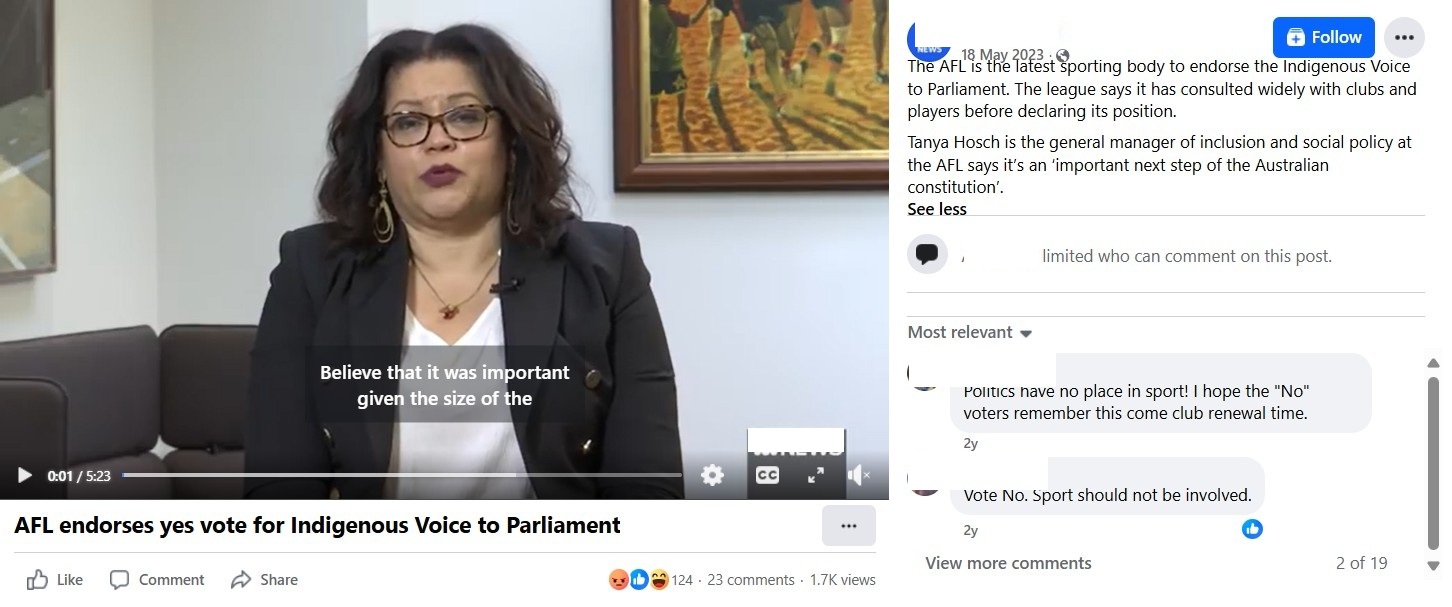 Believe that it was important
given the size of the
0:01 / 5:23
CC
AFL endorses yes vote for Indigenous Voice to Parliament
Like
Comment
Share
124 · 23 comments · 1.7K views
NEWS
18 May 2023 ·
Follow
The AFL is the latest sporting body to endorse the Indigenous Voice
to Parliament. The league says it has consulted widely with clubs and
players before declaring its position.
Tanya Hosch is the general manager of inclusion and social policy at
the AFL says it's an ‘important next step of the Australian
constitution’.
See less
limited who can comment on this post.
Most relevant
Politics have no place in sport! I hope the "No"
voters remember this come club renewal time.
2y
Vote No. Sport should not be involved.
2y
View more comments
2 of 19